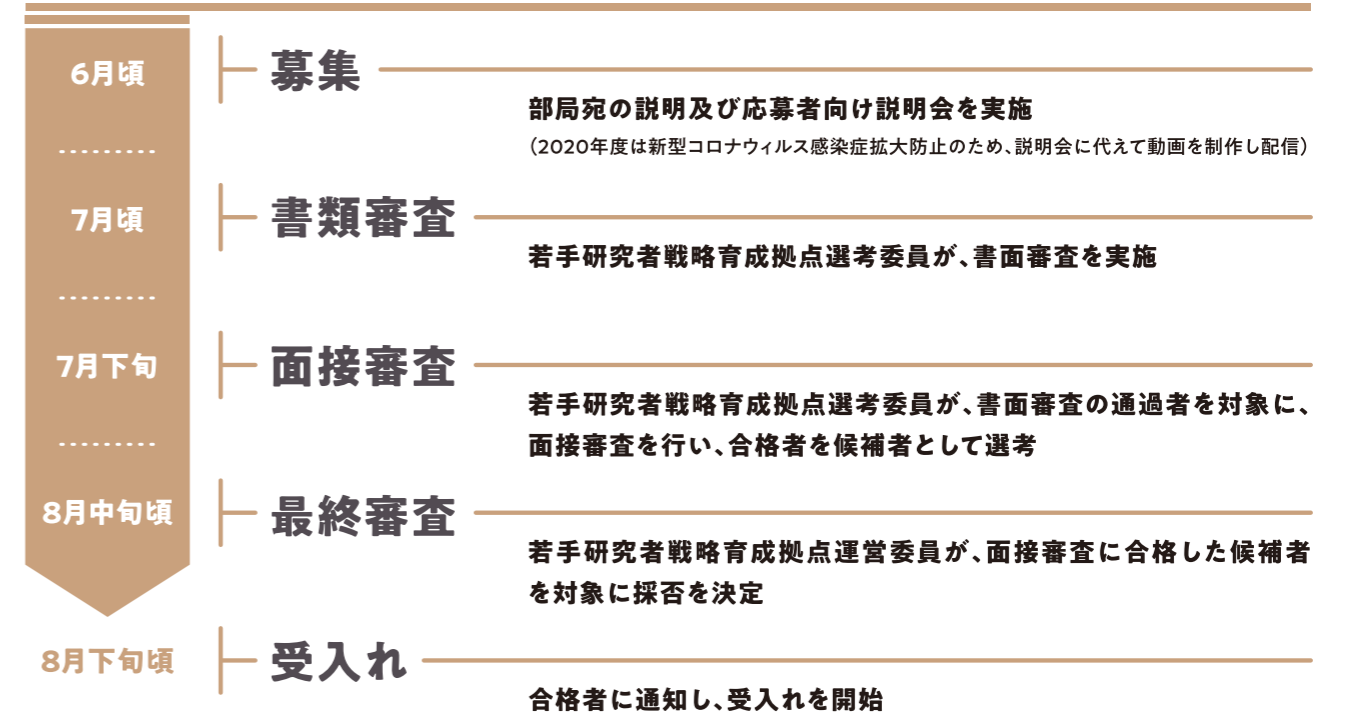 6月頃
募集
部局宛の説明及び応募者向け説明会を実施
（2020年度は新型コロナウィルス感染症拡大防止のため、説明会に代えて動画を制作し配信）
7月頃
書類審査
若手研究者戦略育成拠点選考委員が、書面審査を実施
7月下旬
面接審査
若手研究者戦略育成拠点選考委員が、書面審査の通過者を対象に、
面接審査を行い、合格者を候補者として選考
8月中旬頃
最終審査
若手研究者戦略育成拠点運営委員が、面接審査に合格した候補者
を対象に採否を決定
8月下旬頃
受入れ
合格者に通知し、受入れを開始